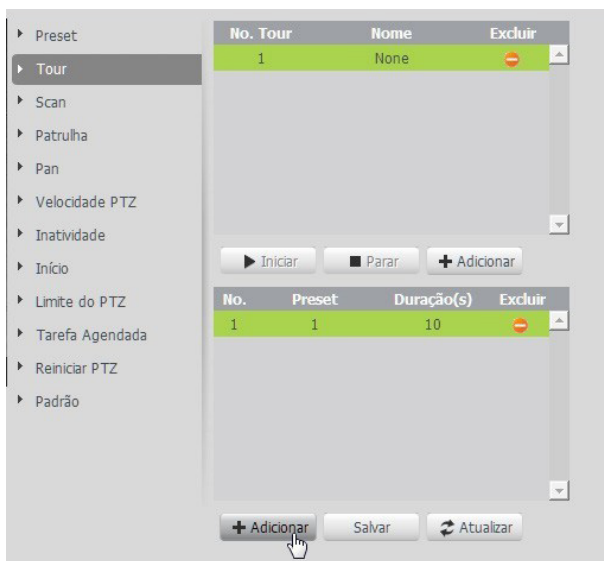 Preset
Tour
Scan
Patrulha
Pan
Velocidade PTZ
Inatividade
Início
Limite do PTZ
Tarefa Agendada
Reiniciar PTZ
Padrão
No. Tour Nome Excluir
1 None
Iniciar Parar Adicionar
No. Preset Duração(s) Excluir
1 1 10
Adicionar Salvar Atualizar